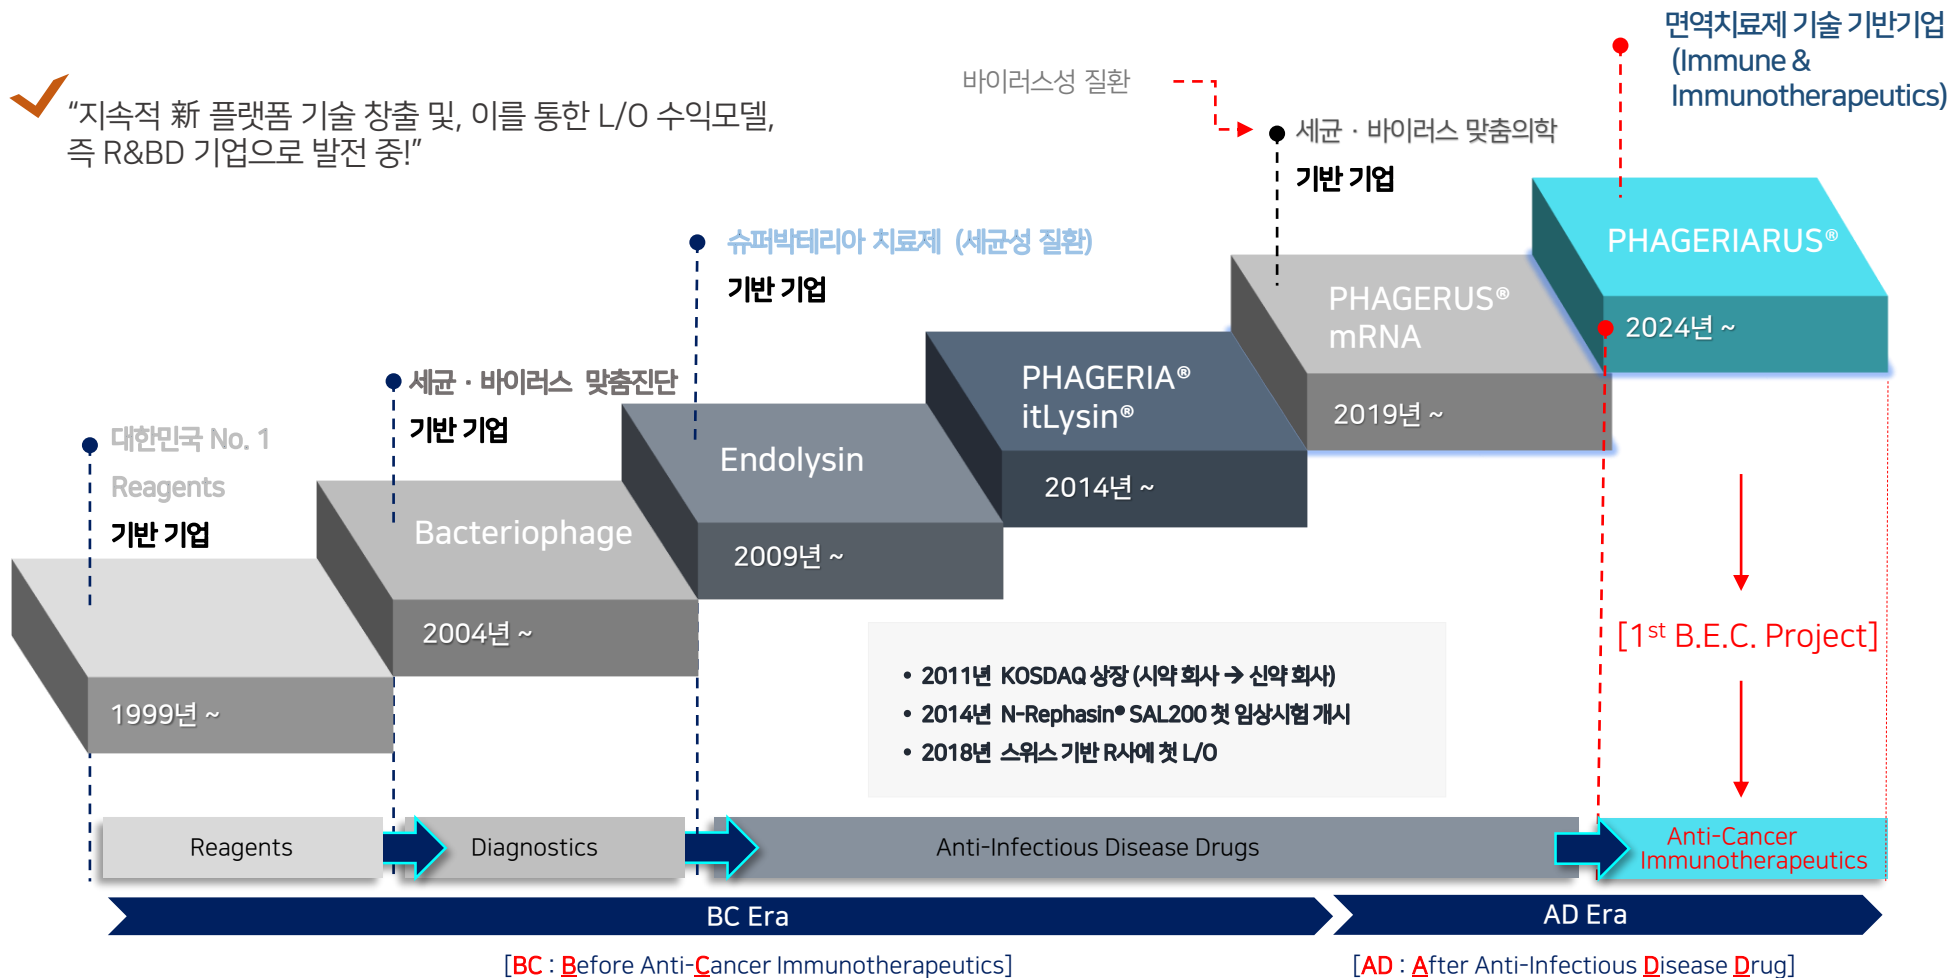 “지속적 新 플랫폼 기술 창출 및, 이를 통한 L/O 수익모델,
즉 R&BD 기업으로 발전 중!”
면역치료제 기술 기반기업
(Immune &
Immunotherapeutics)
바이러스성 질환
세균 · 바이러스 맞춤의학
기반 기업
슈퍼박테리아 치료제 (세균성 질환)
기반 기업
세균 · 바이러스 맞춤진단
기반 기업
대한민국 No. 1
Reagents
기반 기업
PHAGERIARUS®
2024년 ~
PHAGERUS®
mRNA
2019년 ~
PHAGERIA®
itLysin®
2014년 ~
Endolysin
2009년 ~
Bacteriophage
2004년 ~
1999년 ~
• 2011년 KOSDAQ 상장 (시약 회사 → 신약 회사)
• 2014년 N-Rephasin® SAL200 첫 임상시험 개시
• 2018년 스위스 기반 R사에 첫 L/O
[1st B.E.C. Project]
Reagents
Diagnostics
Anti-Infectious Disease Drugs
Anti-Cancer
Immunotherapeutics
BC Era
AD Era
[BC : Before Anti-Cancer Immunotherapeutics]
[AD : After Anti-Infectious Disease Drug]